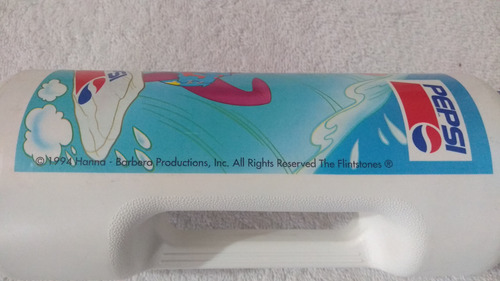 PEPSI
© 1994 Hanna - Barbera Productions, Inc. All Rights Reserved The Flintstones ®